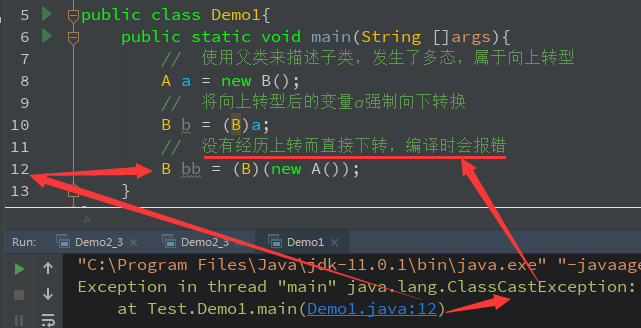 5 public class Demo1{
6 public static void main(String []args){
7 // 使用父类来描述子类，发生了多态，属于向上转型
8 A a = new B();
9 // 将向上转型后的变量a强制向下转换
10 B b = (B)a;
11 // 没有经历上转而直接下转，编译时会报错
12 B bb = (B)(new A());
13 }
A
Run: Demo2_3 × Demo2_3 × Demo1 ×
"C:\Program Files\Java\jdk-11.0.1\bin\java.exe" "-javaage
Exception in thread "main" java.lang.ClassCastException:
at Test.Demo1.main(Demo1.java:12)